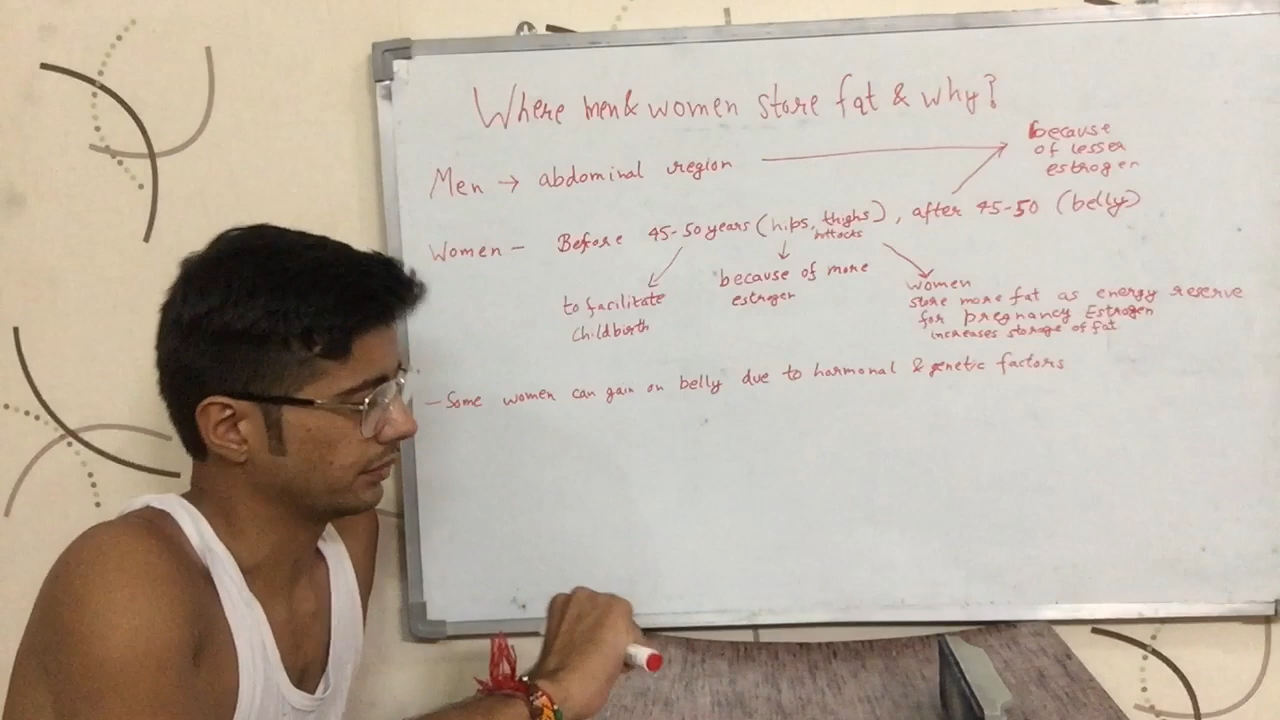 Where men & women store fat & why?
because
of lesser
estrogen
Men → abdominal region
Women - Before 45-50 years (hips, thighs), after 45-50 (belly)
buttocks
to facilitate
childbirth
because of more
estrogen
women
store more fat as energy reserve
for pregnancy Estrogen
increases storage of fat
- Some women can gain on belly due to harmonal & genetic factors